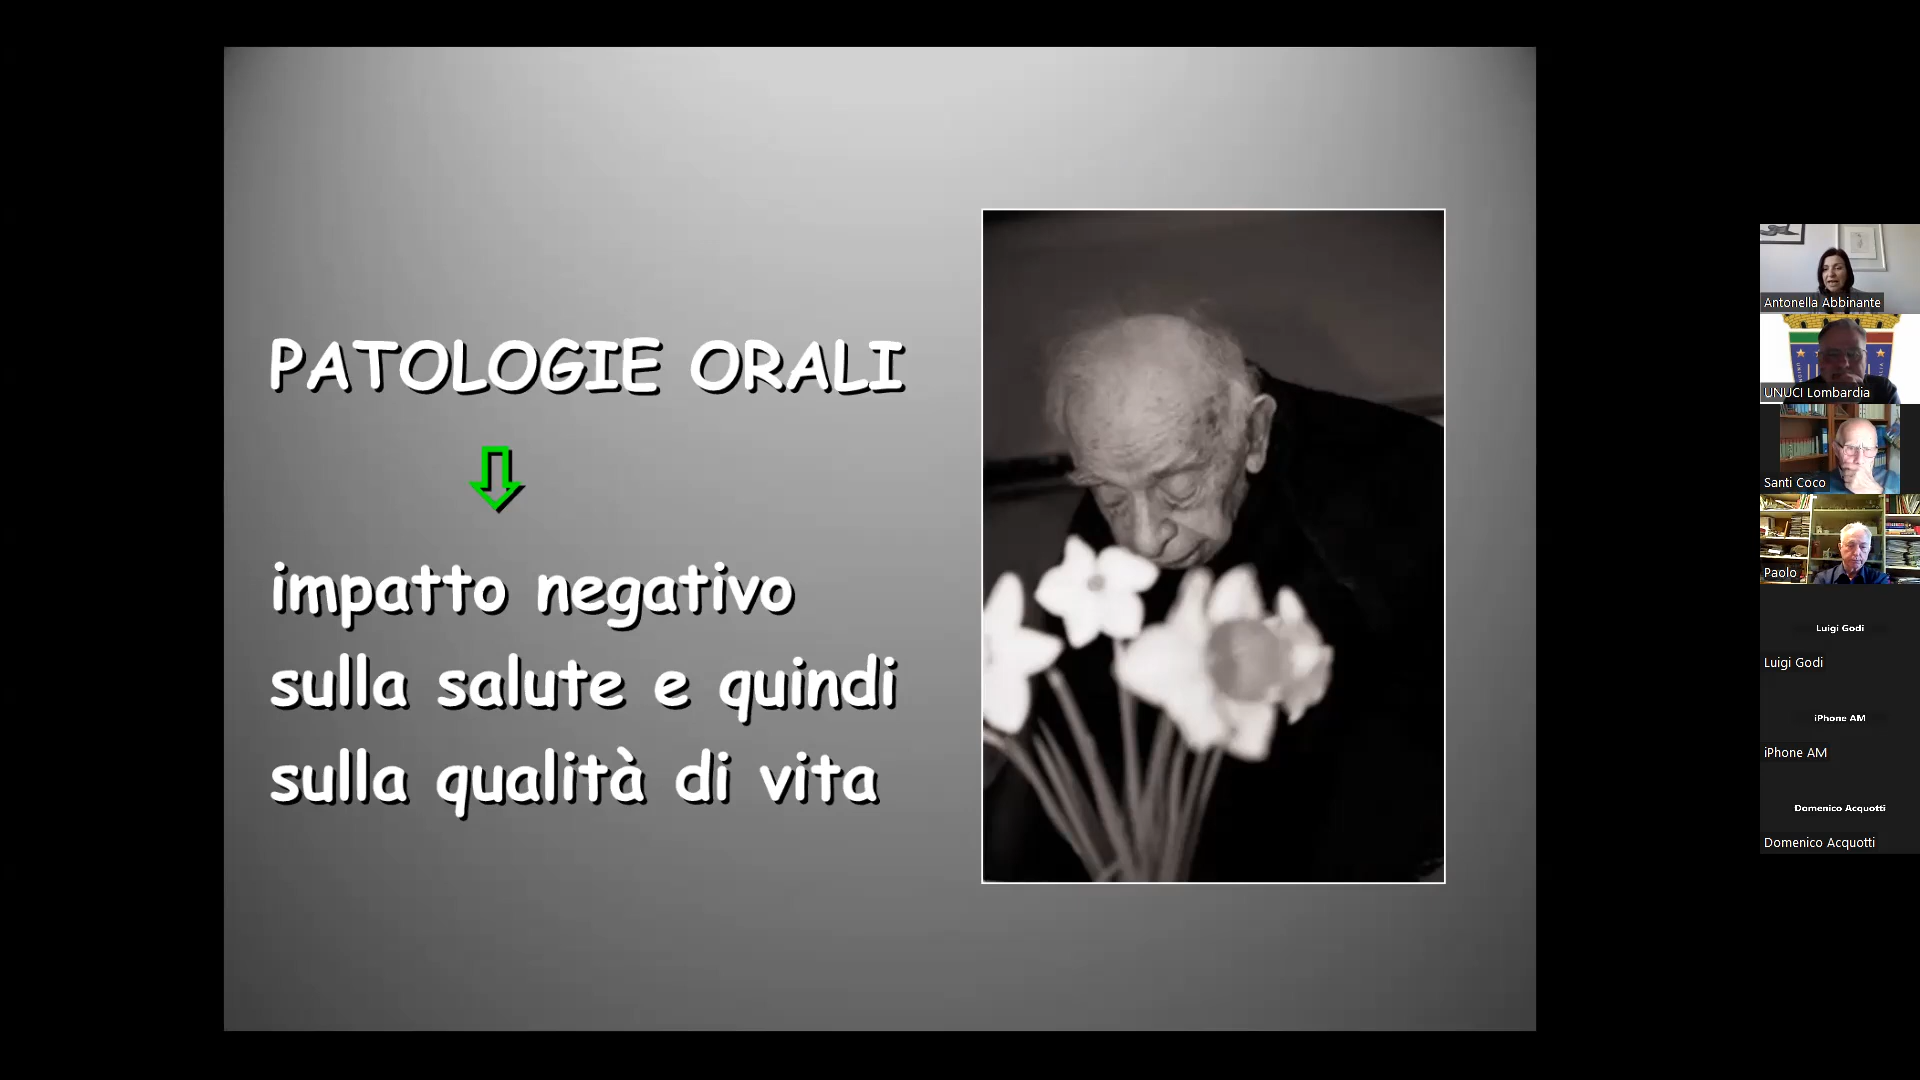 PATOLOGIE ORALI
impatto negativo
sulla salute e quindi
sulla qualità di vita
Antonella Abbinante
UNUCI Lombardia
Santi Coco
Paolo
Luigi Godi
Luigi Godi
iPhone AM
iPhone AM
Domenico Acquotti
Domenico Acquotti